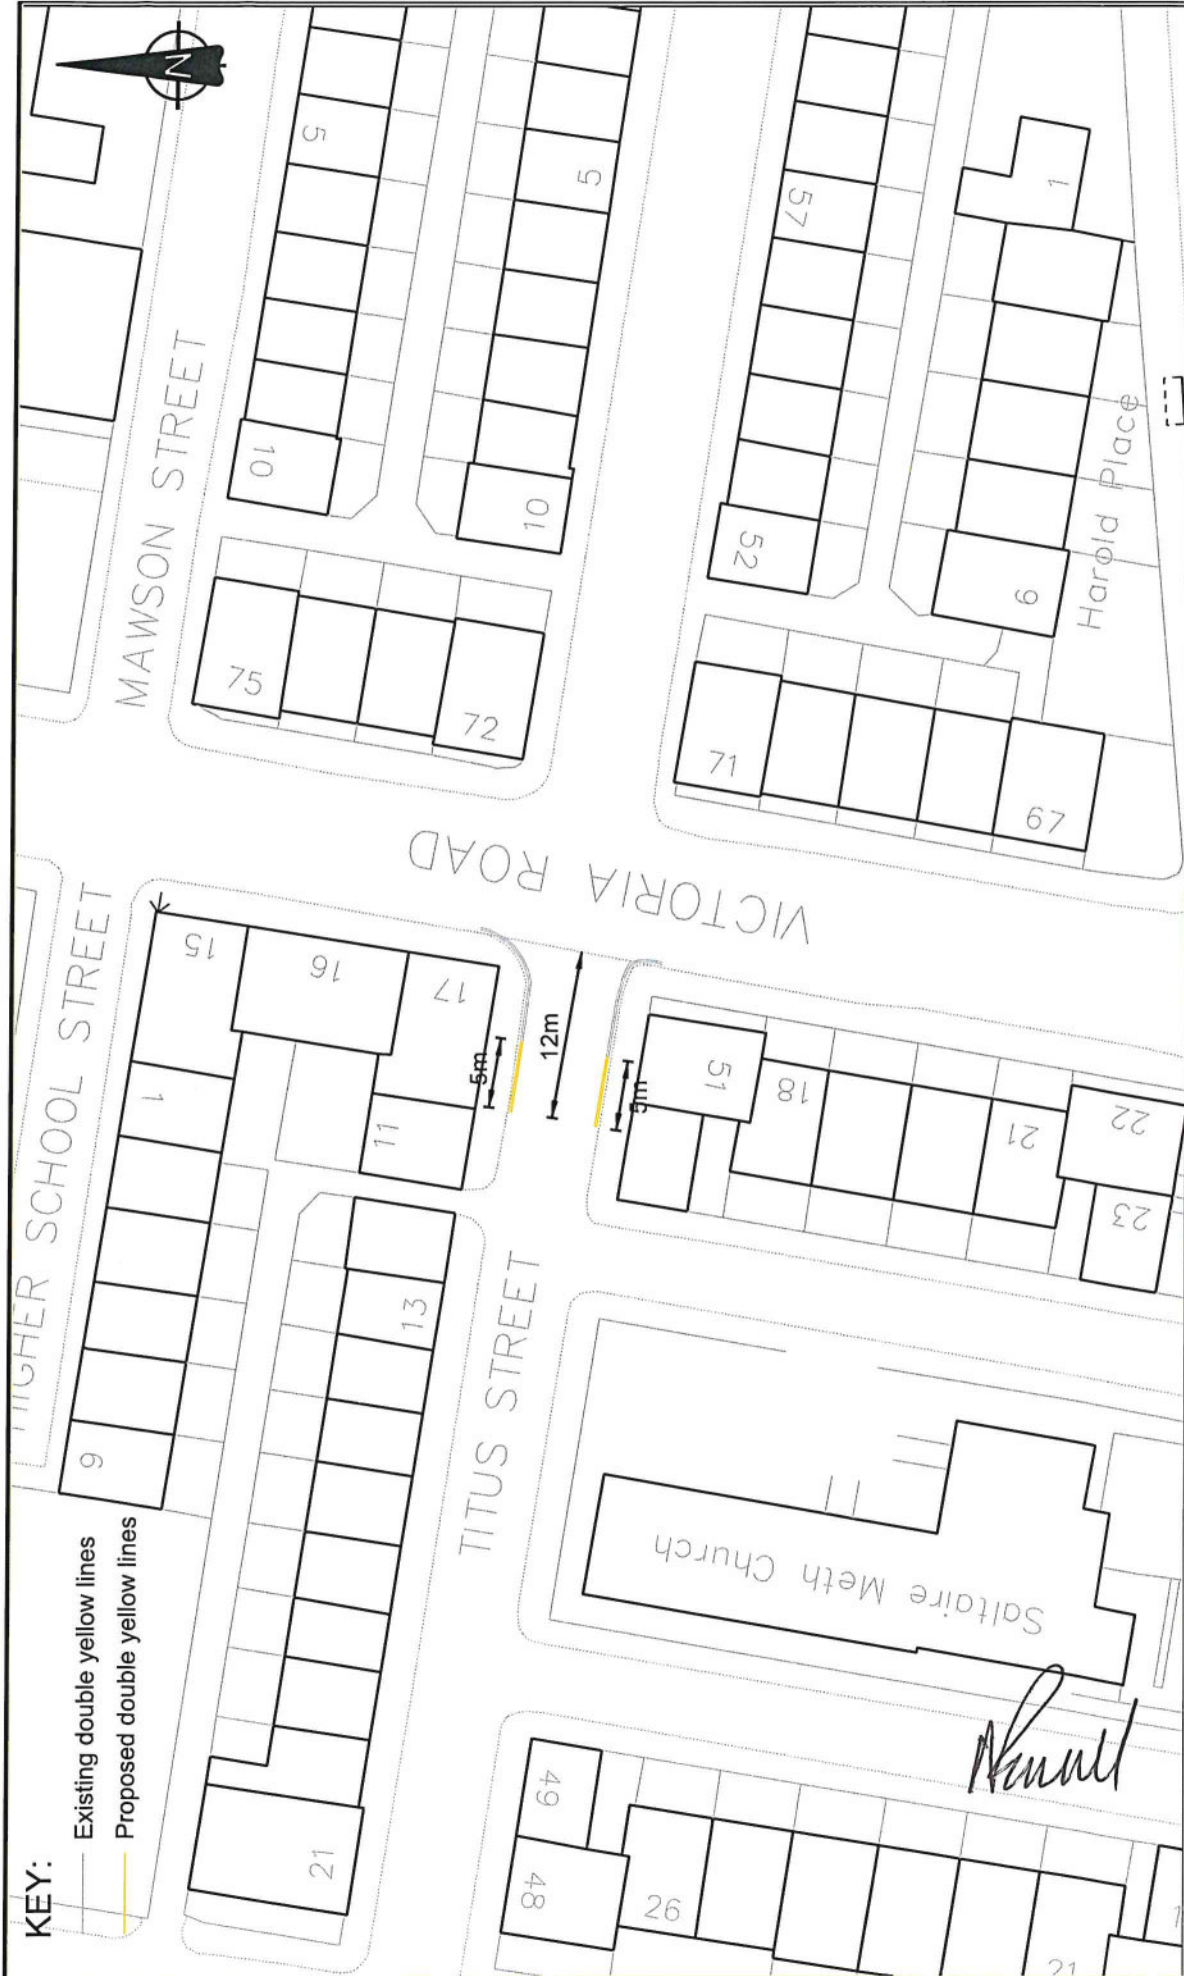 KEY:
Existing double yellow lines
Proposed double yellow lines
HIGHER SCHOOL STREET
MAWSON STREET
N
6
1
15
16
17
75
72
10
5
21
13
11
10
5
TITUS STREET
5m
12m
5m
VICTORIA ROAD
48
49
26
21
Saltaire Meth Church
51
18
21
22
23
71
67
52
57
6
1
Harold Place